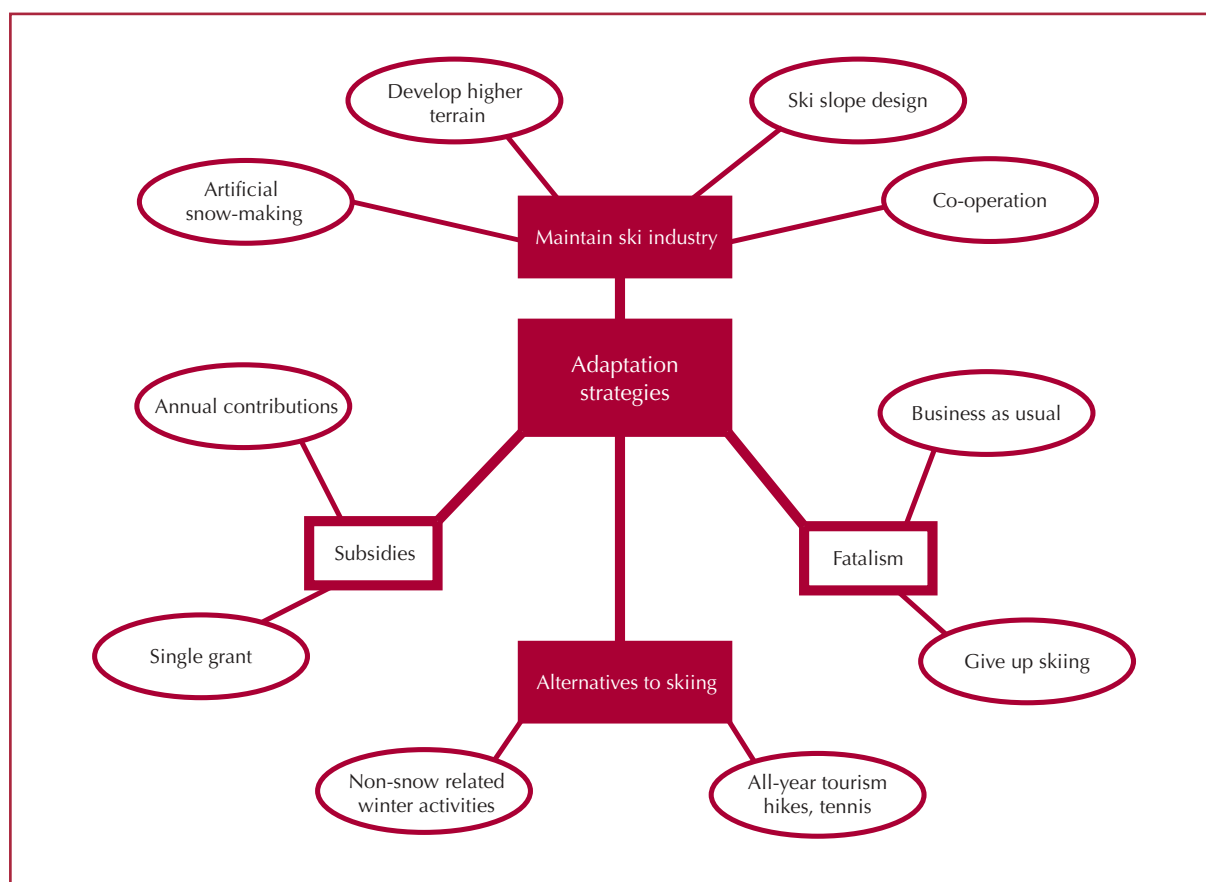 Develop higher
terrain
Ski slope design
Artificial
snow-making
Co-operation
Maintain ski industry
Adaptation
strategies
Annual contributions
Business as usual
Subsidies
Fatalism
Single grant
Give up skiing
Alternatives to skiing
Non-snow related
winter activities
All-year tourism
hikes, tennis